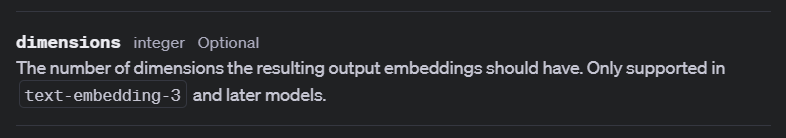 dimensions integer Optional
The number of dimensions the resulting output embeddings should have. Only supported in
text-embedding-3 and later models.